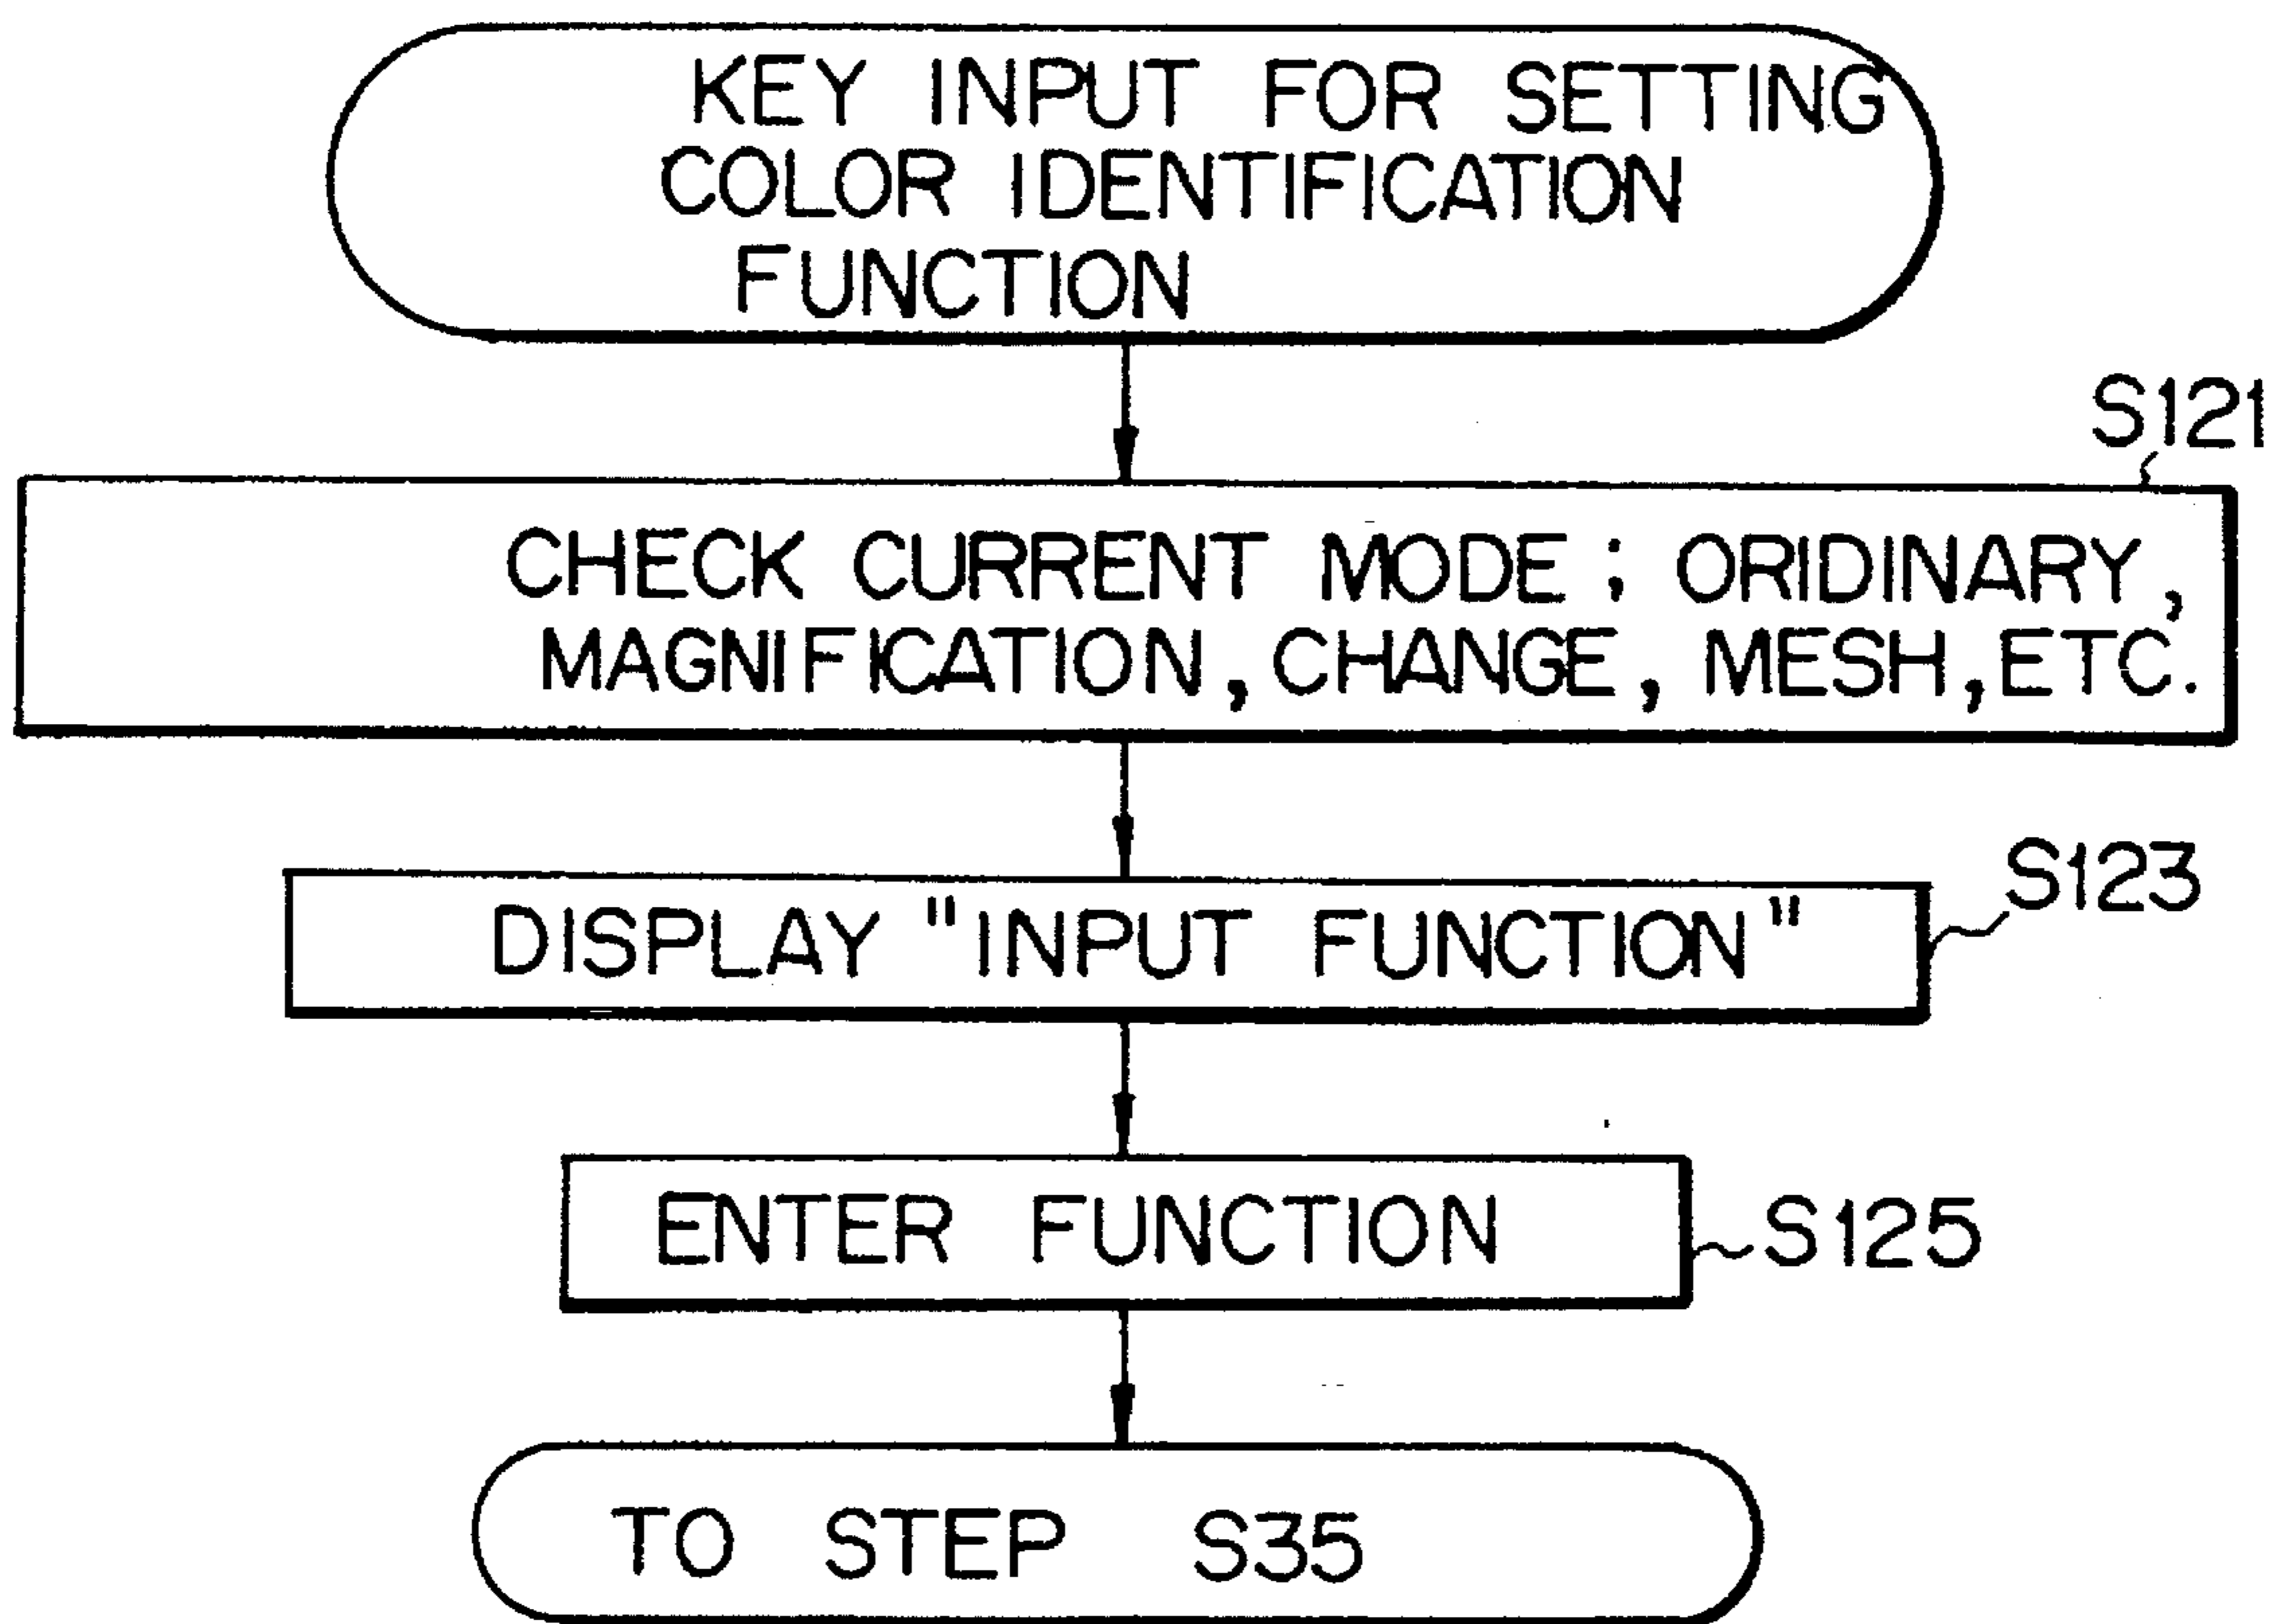 KEY INPUT FOR SETTING
COLOR IDENTIFICATION
FUNCTION
S121
CHECK CURRENT MODE ; ORIDINARY,
MAGNIFICATION, CHANGE, MESH, ETC.
S123
DISPLAY "INPUT FUNCTION"
ENTER FUNCTION
S125
TO STEP S35